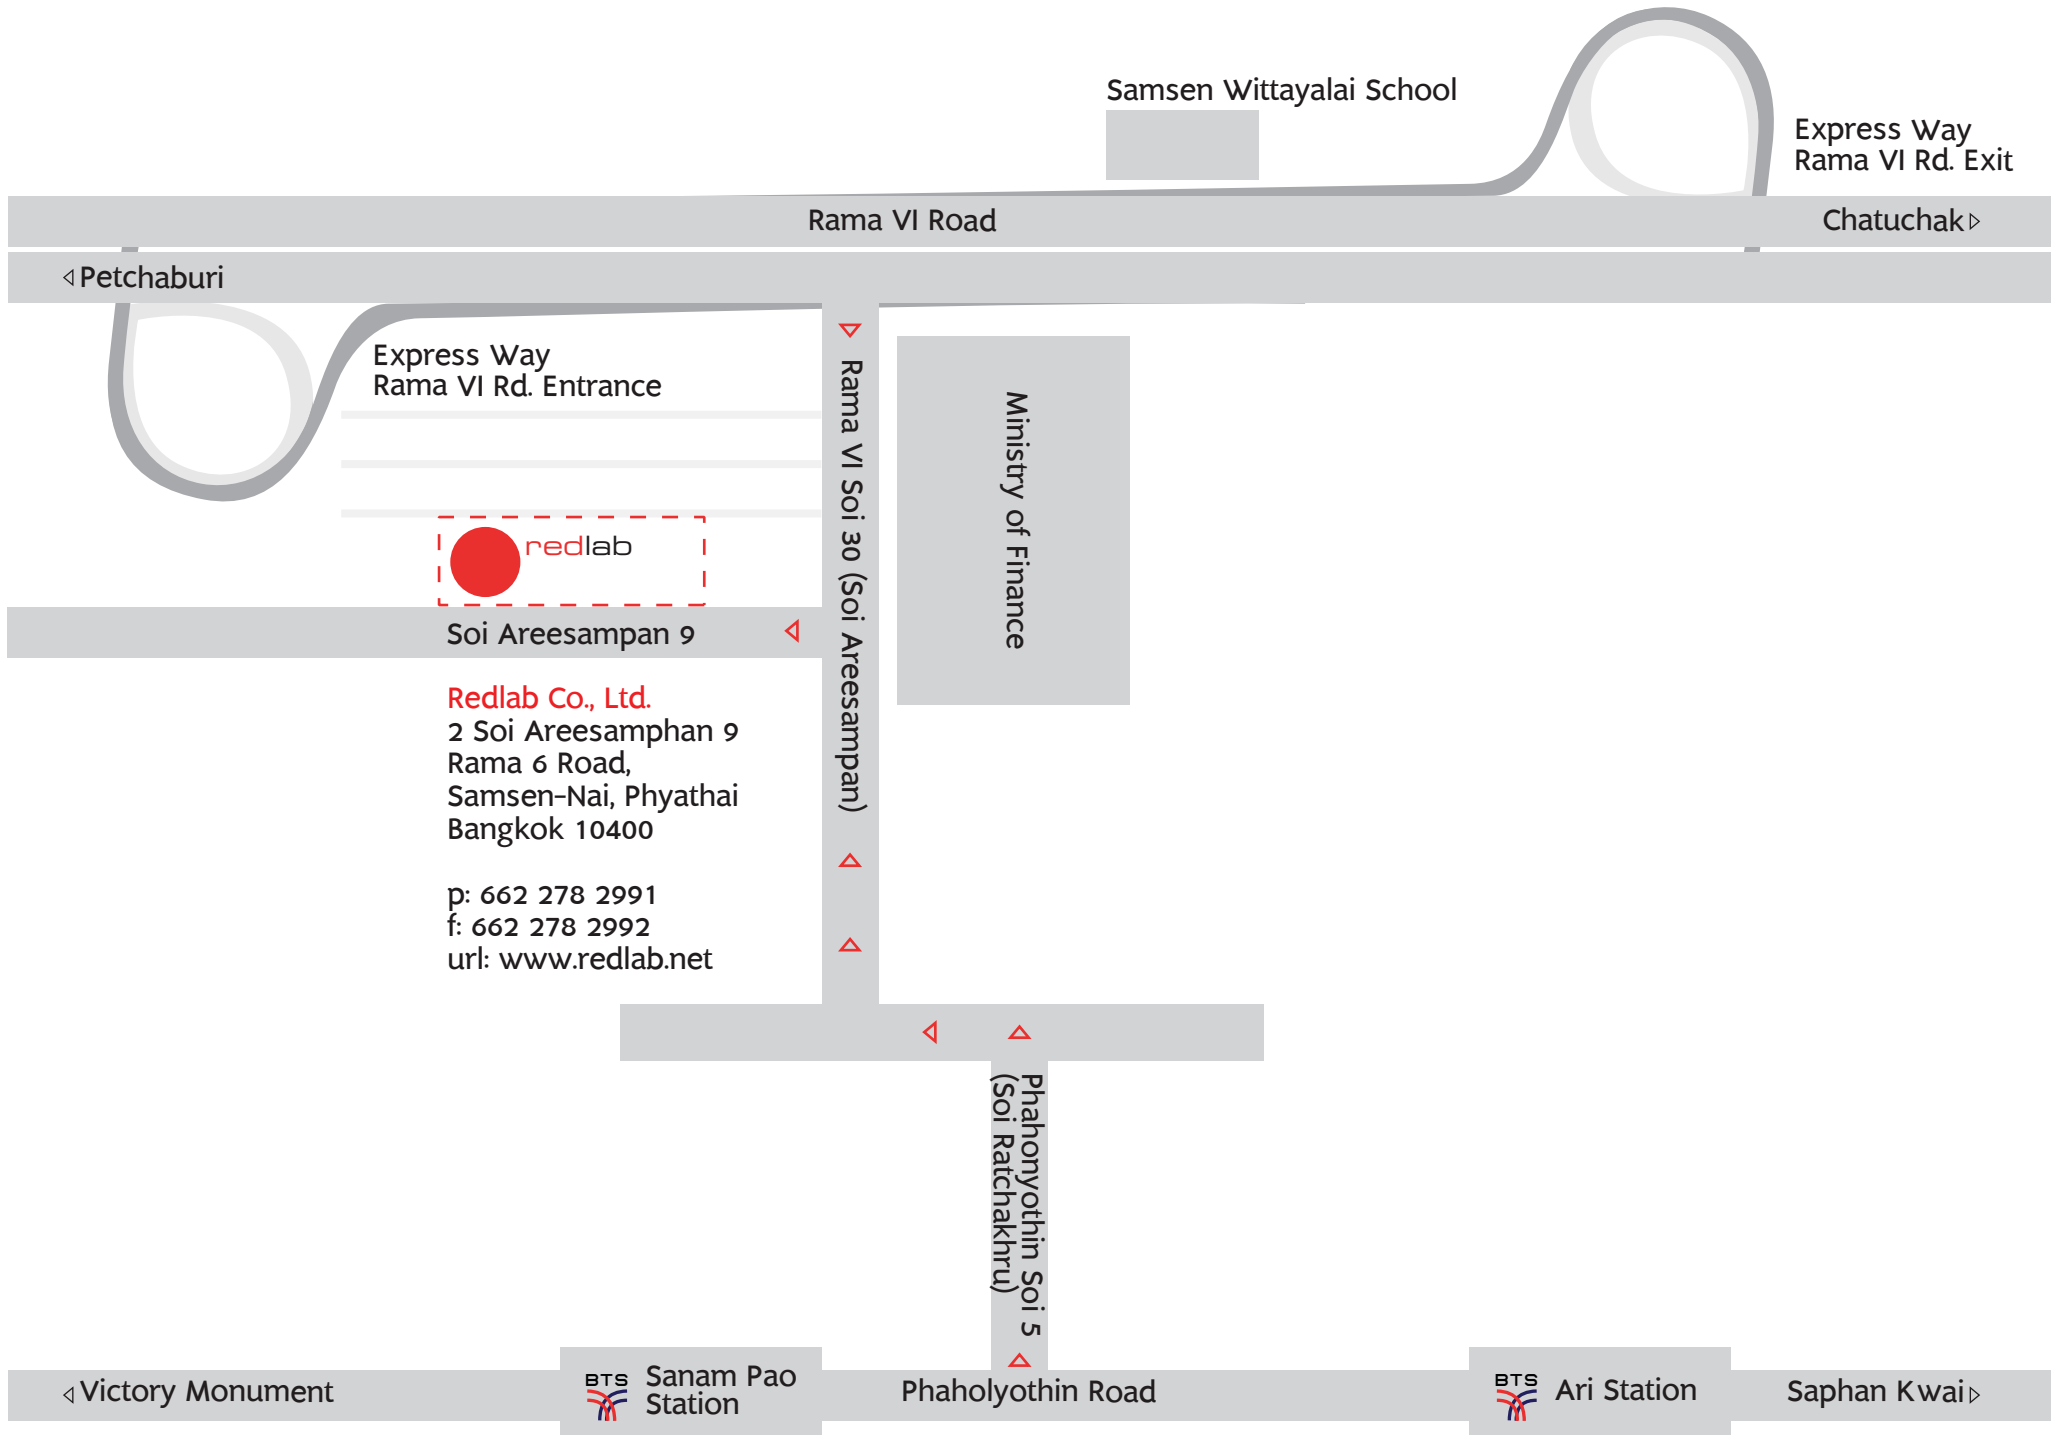 Samsen Wittayalai School
Express Way
Rama VI Rd. Exit
Rama VI Road
Chatuchak
Petchaburi
Express Way
Rama VI Rd. Entrance
Rama VI Soi 30 (Soi Areesampan)
Ministry of Finance
redlab
Soi Areesampan 9
Redlab Co., Ltd.
2 Soi Areesamphan 9
Rama 6 Road,
Samsen-Nai, Phyathai
Bangkok 10400
p: 662 278 2991
f: 662 278 2992
url: www.redlab.net
Phahonyothin Soi 5
(Soi Ratchakhru)
Victory Monument
BTS
Sanam Pao
Station
Phaholyothin Road
BTS
Ari Station
Saphan Kwai